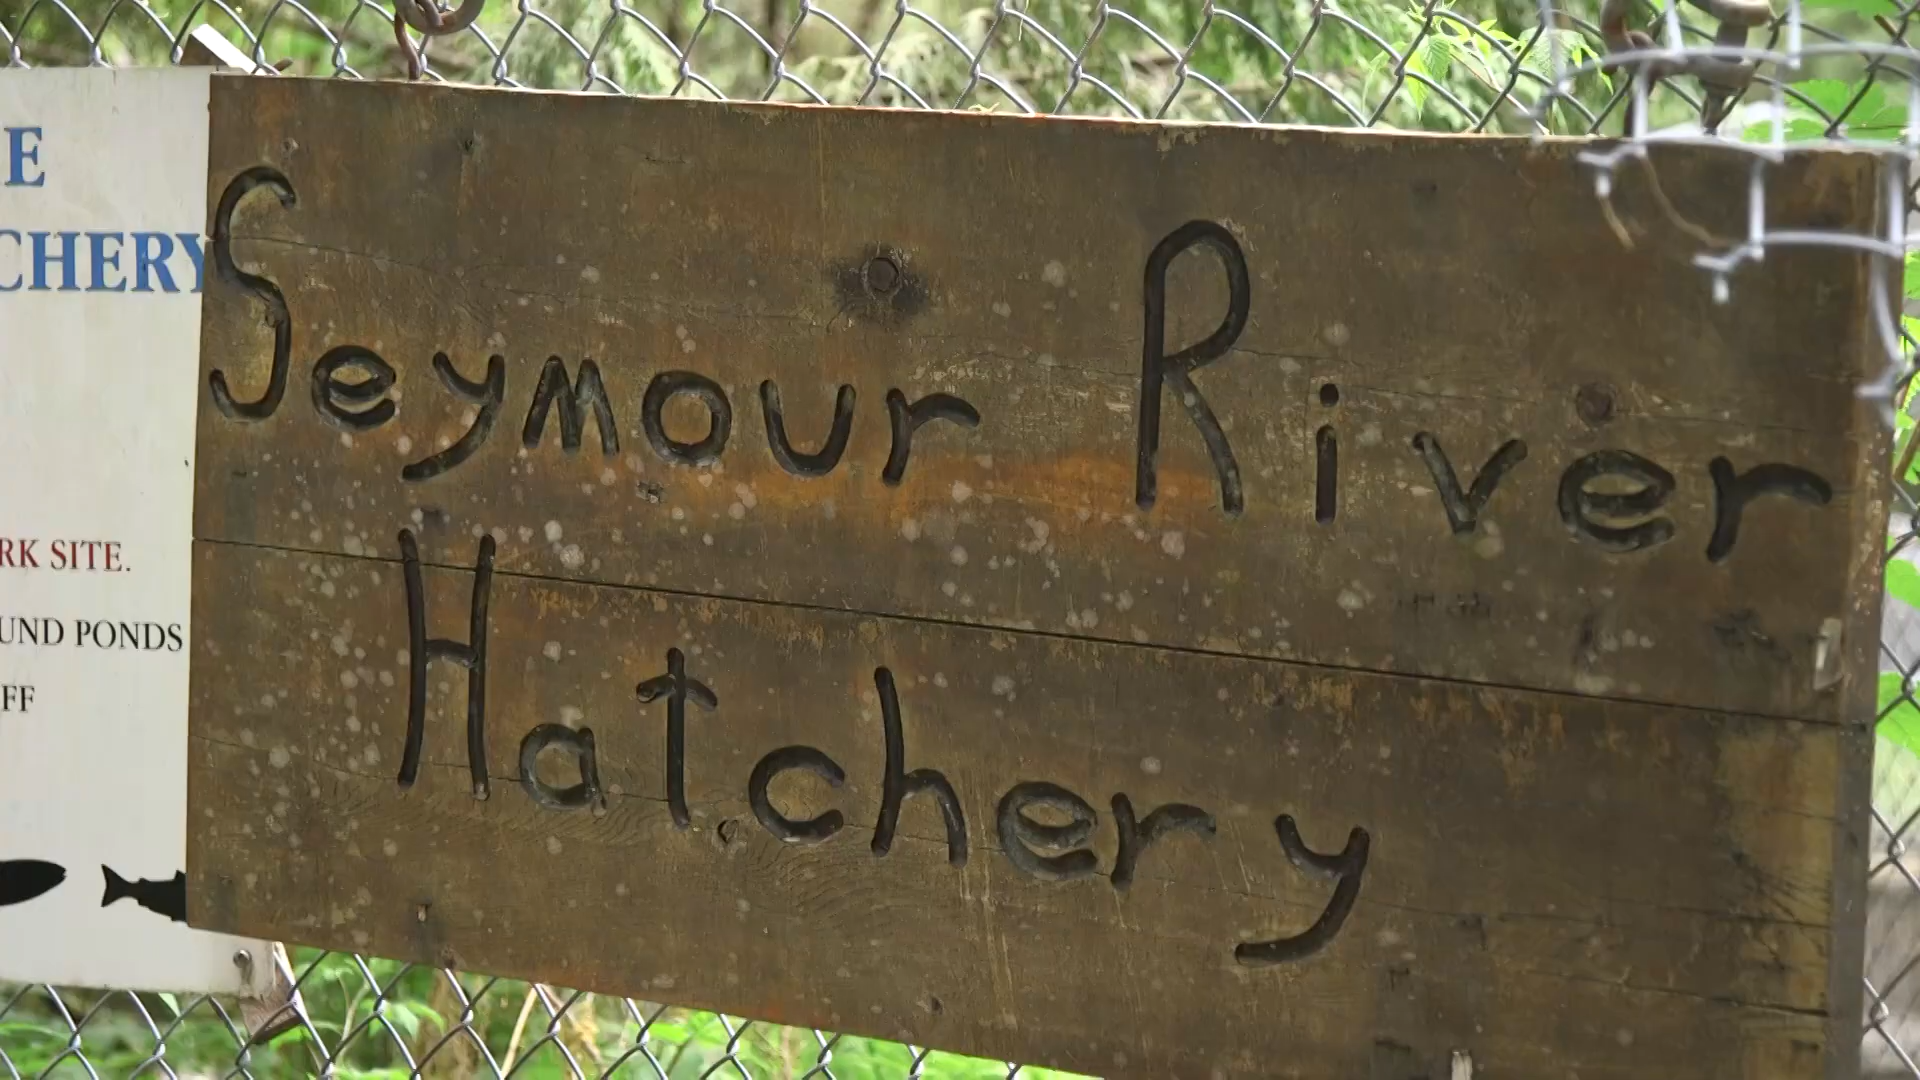 E
CHERY
RK SITE.
UND PONDS
FF
Seymour River
Hatchery